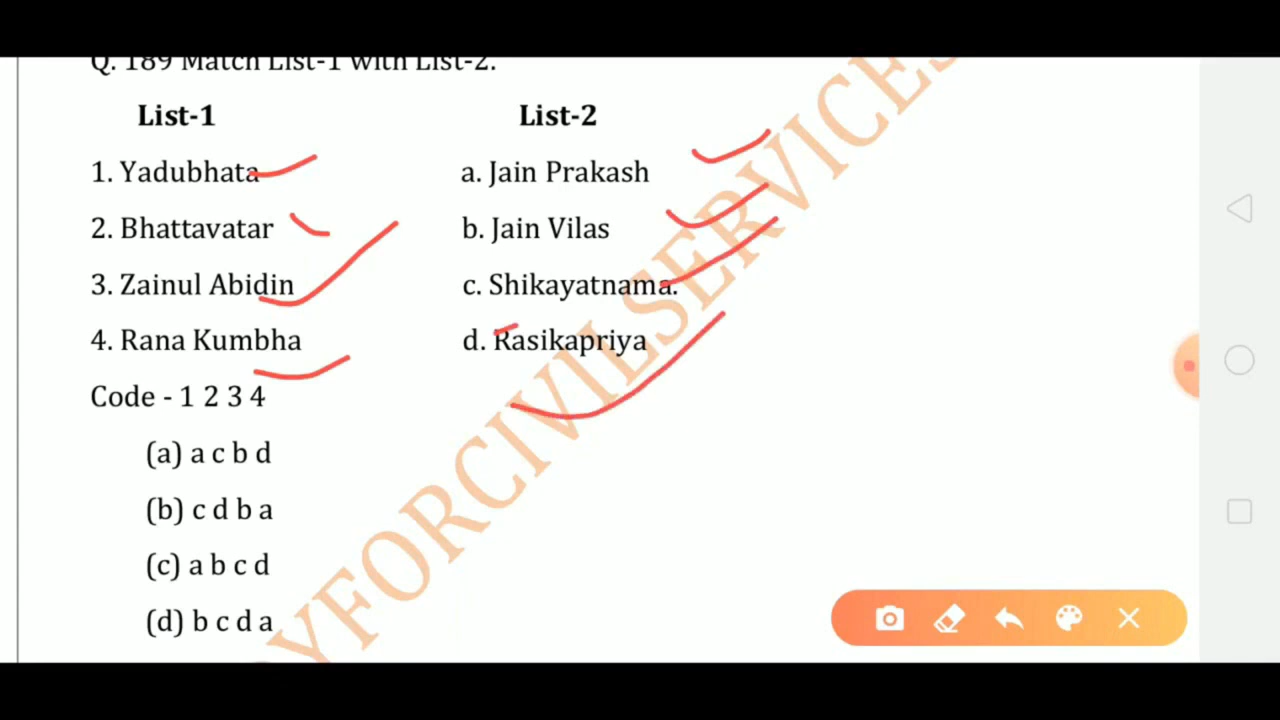 Q. 189 Match List-1 with List-2.
List-1 List-2
1. Yadubhata a. Jain Prakash
2. Bhattavatar b. Jain Vilas
3. Zainul Abidin c. Shikayatnama.
4. Rana Kumbha d. Rasikapriya
Code - 1 2 3 4
(a) a c b d
(b) c d b a
(c) a b c d
(d) b c d a
YFORCIVILSERVICES